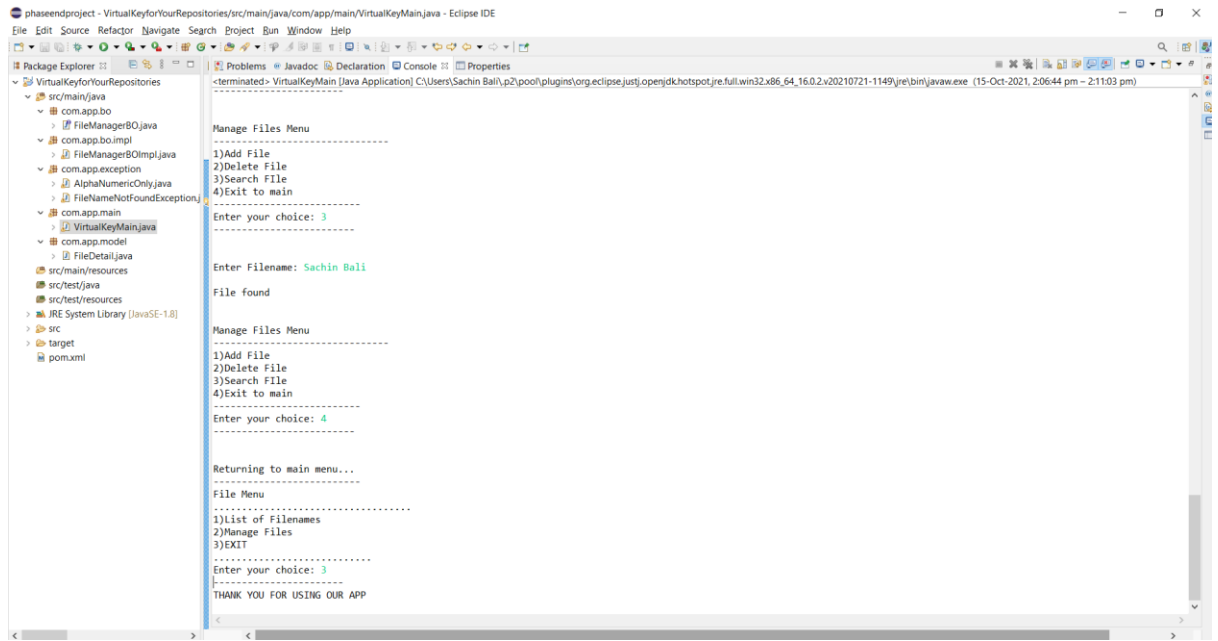 phaseendproject - VirtualKeyforYourRepositories/src/main/java/com/app/main/VirtualKeyMain.java - Eclipse IDE
File Edit Source Refactor Navigate Search Project Run Window Help
Package Explorer
VirtualKeyforYourRepositories
src/main/java
com.app.bo
FileManagerBO.java
com.app.bo.impl
FileManagerBOImpl.java
com.app.exception
AlphaNumericOnly.java
FileNameNotFoundException.j
com.app.main
VirtualKeyMain.java
com.app.model
FileDetail.java
src/main/resources
src/test/java
src/test/resources
JRE System Library [JavaSE-1.8]
src
target
pom.xml
Problems Javadoc Declaration Console Properties
<terminated> VirtualKeyMain [Java Application] C:\Users\Sachin Bali\.p2\pool\plugins\org.eclipse.justj.openjdk.hotspot.jre.full.win32.x86_64_16.0.2.v20210721-1149\jre\bin\javaw.exe (15-Oct-2021, 2:06:44 pm – 2:11:03 pm)
----------------------
Manage Files Menu
------------------------------
1)Add File
2)Delete File
3)Search FIle
4)Exit to main
-------------------------
Enter your choice: 3
------------------------
Enter Filename: Sachin Bali
File found
Manage Files Menu
------------------------------
1)Add File
2)Delete File
3)Search FIle
4)Exit to main
-------------------------
Enter your choice: 4
------------------------
Returning to main menu...
-------------------------
File Menu
..................................
1)List of Filenames
2)Manage Files
3)EXIT
...........................
Enter your choice: 3
----------------------
THANK YOU FOR USING OUR APP